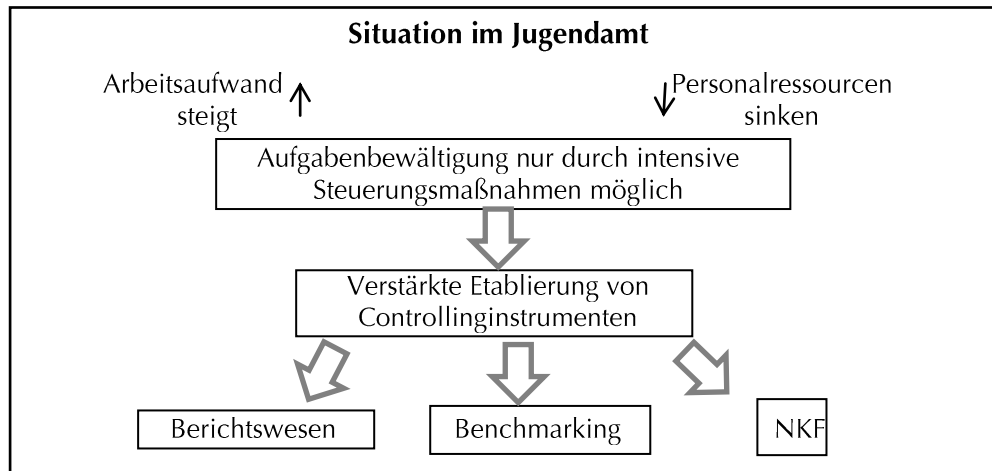 Situation im Jugendamt
Arbeitsaufwand
steigt
Personalressourcen
sinken
Aufgabenbewältigung nur durch intensive
Steuerungsmaßnahmen möglich
Verstärkte Etablierung von
Controllinginstrumenten
Berichtswesen
Benchmarking
NKF